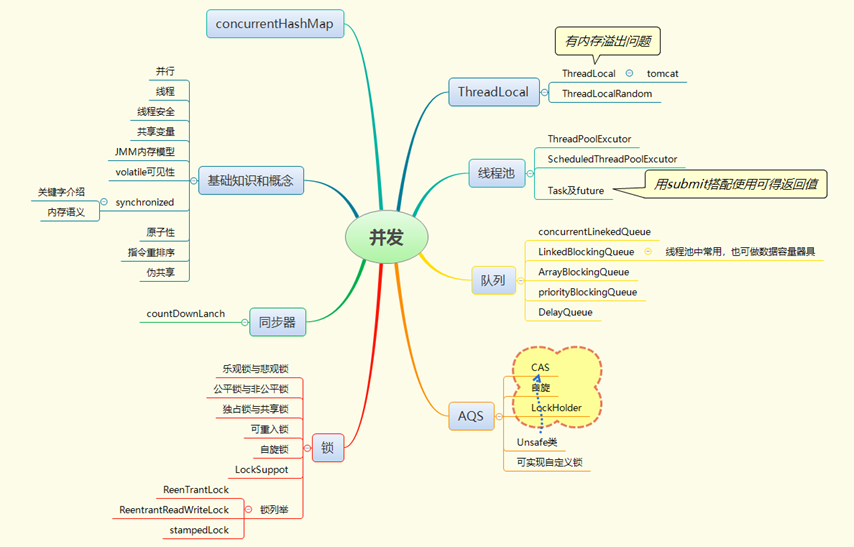 并发
concurrentHashMap
ThreadLocal
有内存溢出问题
ThreadLocal
tomcat
ThreadLocalRandom
线程池
ThreadPoolExcutor
ScheduledThreadPoolExcutor
Task及future
用submit搭配使用可得返回值
队列
concurrentLinekedQueue
LinkedBlockingQueue
线程池中常用，也可做数据容量器具
ArrayBlockingQueue
priorityBlockingQueue
DelayQueue
AQS
CAS
自旋
LockHolder
Unsafe类
可实现自定义锁
基础知识和概念
并行
线程
线程安全
共享变量
JMM内存模型
volatile可见性
synchronized
关键字介绍
内存语义
原子性
指令重排序
伪共享
同步器
countDownLanch
锁
乐观锁与悲观锁
公平锁与非公平锁
独占锁与共享锁
可重入锁
自旋锁
LockSuppot
锁列举
ReenTrantLock
ReentrantReadWriteLock
stampedLock